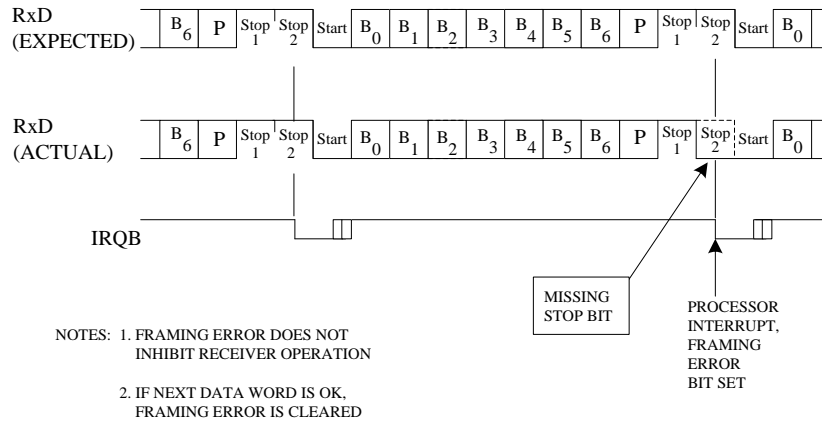 RxD
(EXPECTED)
B6 P Stop 1 Stop 2 Start B0 B1 B2 B3 B4 B5 B6 P Stop 1 Stop 2 Start B0
RxD
(ACTUAL)
B6 P Stop 1 Stop 2 Start B0 B1 B2 B3 B4 B5 B6 P Stop 1 Stop 2 Start B0
IRQB
MISSING
STOP BIT
PROCESSOR
INTERRUPT,
FRAMING
ERROR
BIT SET
NOTES: 1. FRAMING ERROR DOES NOT
INHIBIT RECEIVER OPERATION
2. IF NEXT DATA WORD IS OK,
FRAMING ERROR IS CLEARED